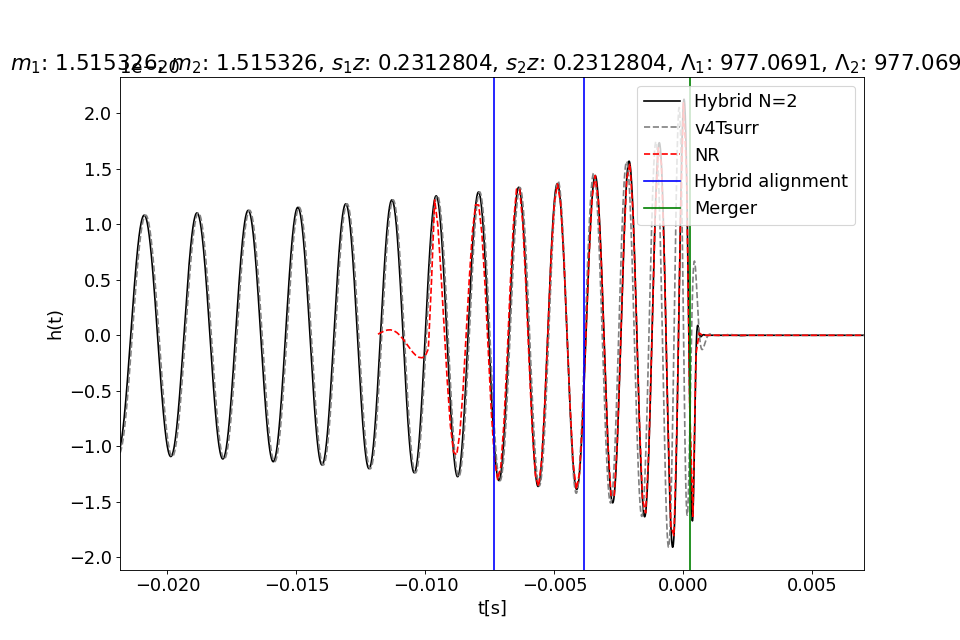 m₁: 1.515326, m₂: 1.515326, s₁z: 0.2312804, s₂z: 0.2312804, Λ₁: 977.0691, Λ₂: 977.069
1e−20
Hybrid N=2
v4Tsurr
NR
Hybrid alignment
Merger
h(t)
2.0
1.5
1.0
0.5
0.0
−0.5
−1.0
−1.5
−2.0
−0.020 −0.015 −0.010 −0.005 0.000 0.005
t[s]